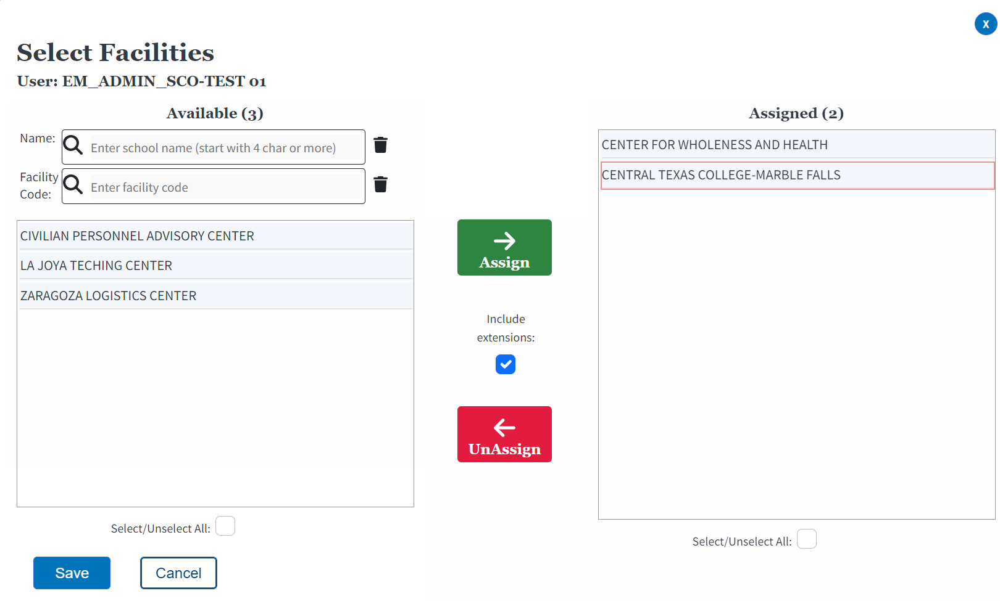 X
Select Facilities
User: EM_ADMIN_SCO-TEST 01
Available (3)
Name:
Enter school name (start with 4 char or more)
Facility
Code:
Enter facility code
CIVILIAN PERSONNEL ADVISORY CENTER
LA JOYA TECHING CENTER
ZARAGOZA LOGISTICS CENTER
Select/Unselect All:
Assign
Include
extensions:
UnAssign
Assigned (2)
CENTER FOR WHOLENESS AND HEALTH
CENTRAL TEXAS COLLEGE-MARBLE FALLS
Select/Unselect All:
Save
Cancel